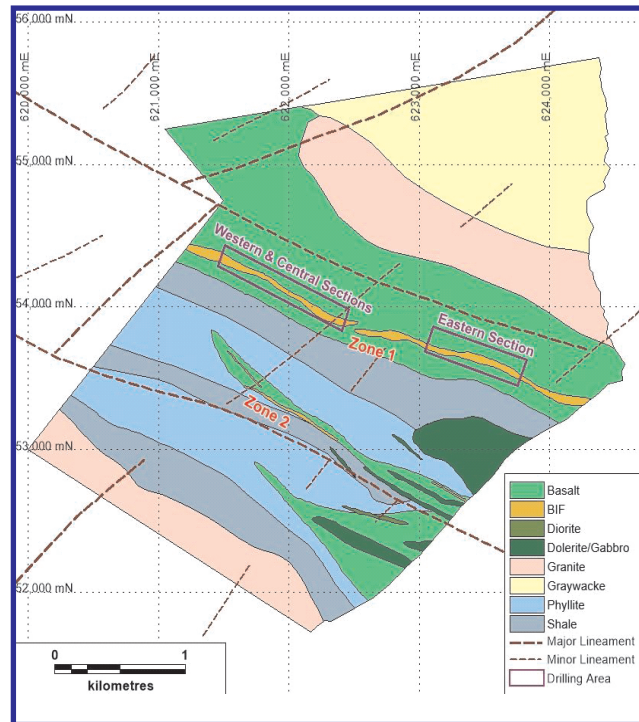 56,000 mN
620,000 mE
621,000 mE
622,000 mE
623,000 mE
624,000 mE
55,000 mN
Western & Central Sections
54,000 mN
Eastern Section
Zone 1
Zone 2
53,000 mN
52,000 mN
0 1
kilometres
Basalt
BIF
Diorite
Dolerite/Gabbro
Granite
Graywacke
Phyllite
Shale
Major Lineament
Minor Lineament
Drilling Area